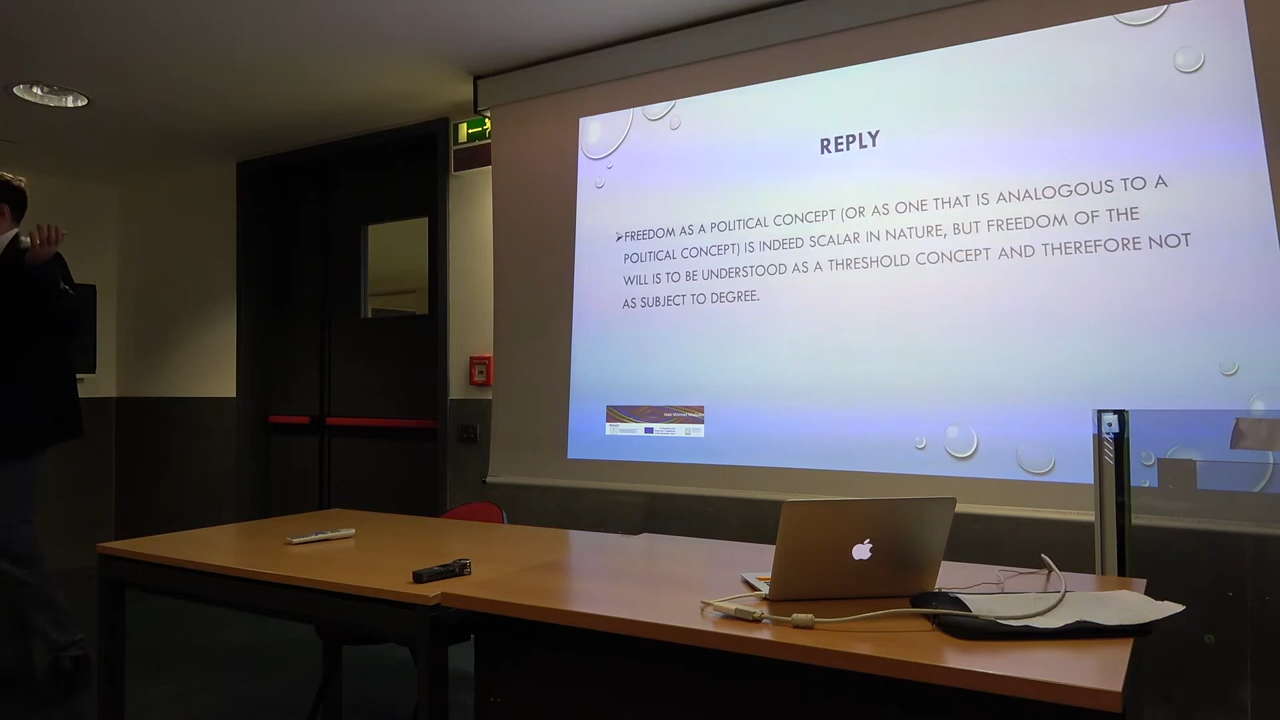 REPLY
➢FREEDOM AS A POLITICAL CONCEPT (OR AS ONE THAT IS ANALOGOUS TO A
POLITICAL CONCEPT) IS INDEED SCALAR IN NATURE, BUT FREEDOM OF THE
WILL IS TO BE UNDERSTOOD AS A THRESHOLD CONCEPT AND THEREFORE NOT
AS SUBJECT TO DEGREE.